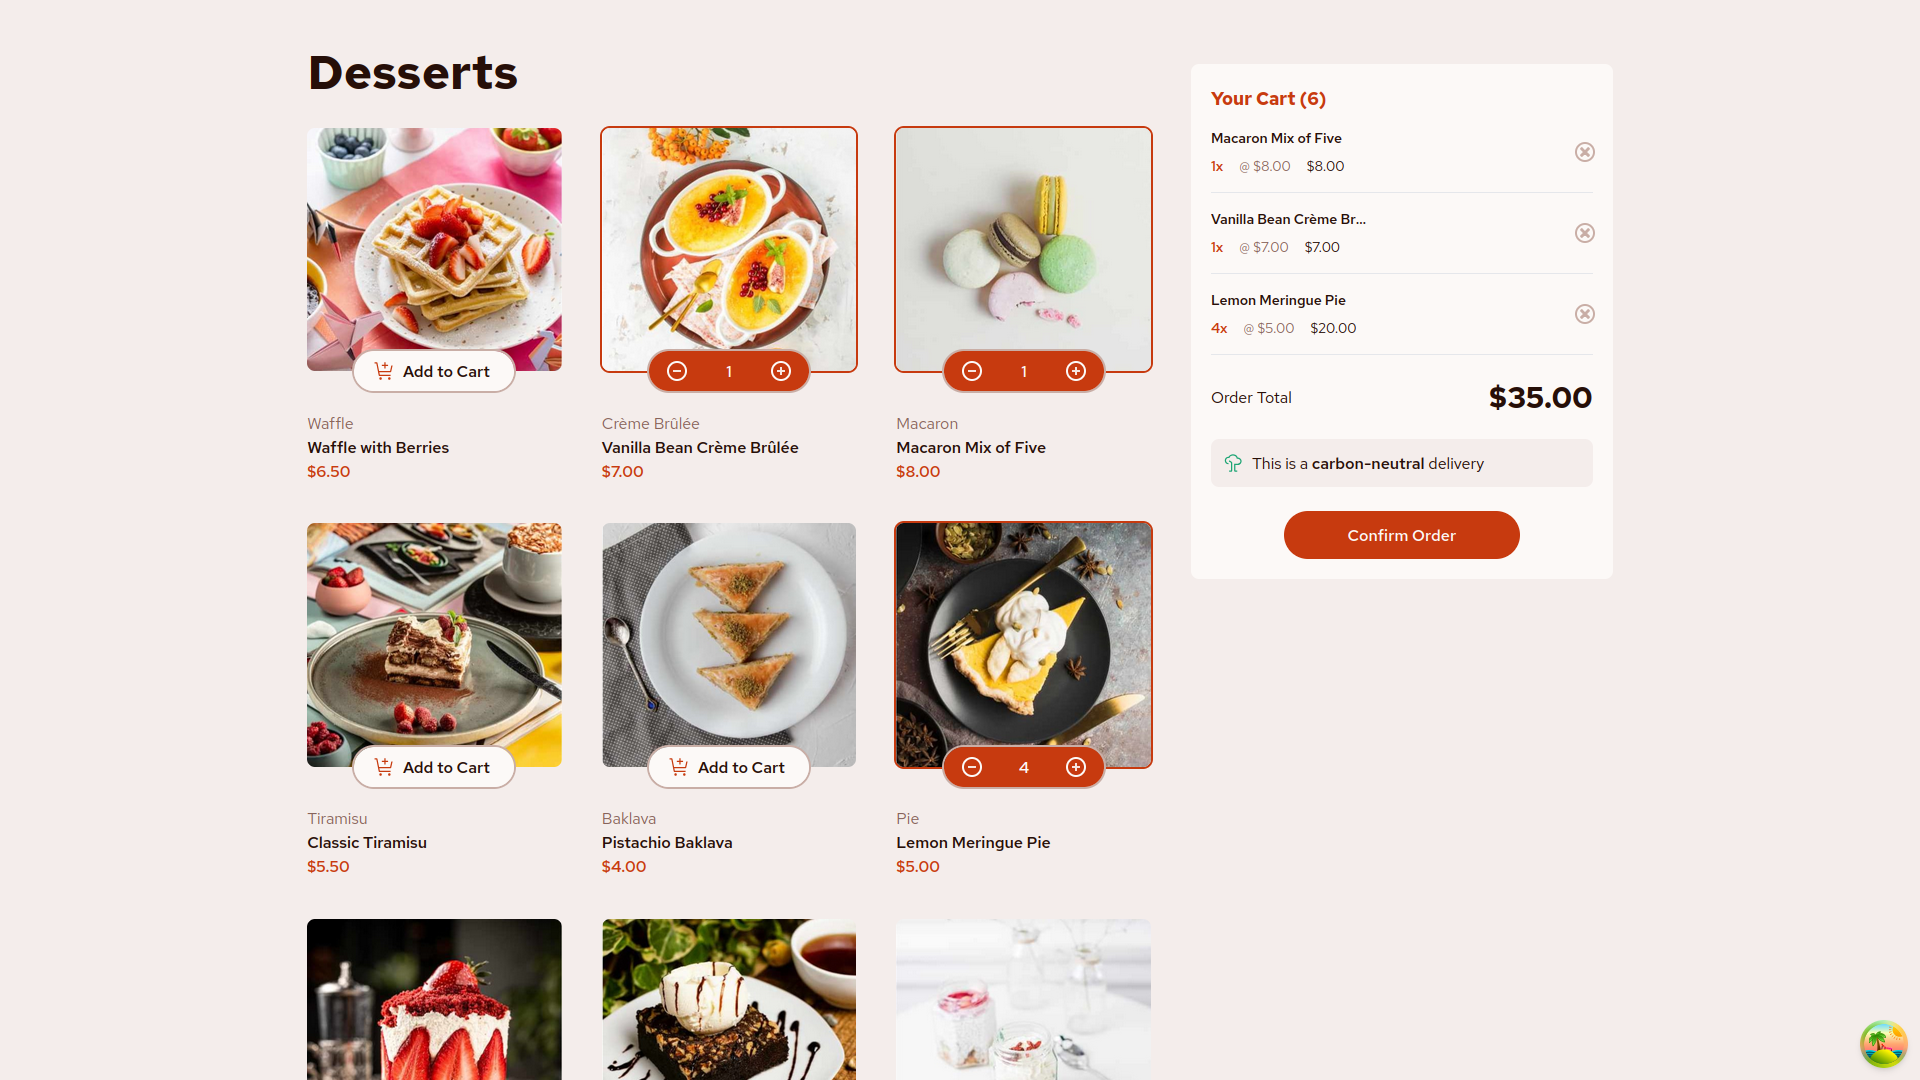 Desserts
Add to Cart
Waffle
Waffle with Berries
$6.50
1
Crème Brûlée
Vanilla Bean Crème Brûlée
$7.00
1
Macaron
Macaron Mix of Five
$8.00
Add to Cart
Tiramisu
Classic Tiramisu
$5.50
Add to Cart
Baklava
Pistachio Baklava
$4.00
4
Pie
Lemon Meringue Pie
$5.00
Your Cart (6)
Macaron Mix of Five
1x @ $8.00 $8.00
Vanilla Bean Crème Br...
1x @ $7.00 $7.00
Lemon Meringue Pie
4x @ $5.00 $20.00
Order Total $35.00
This is a carbon-neutral delivery
Confirm Order